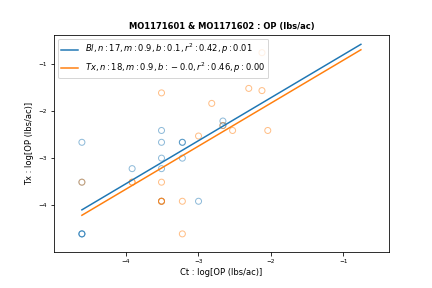 MO1171601 & MO1171602 : OP (lbs/ac)
Bl, n : 17, m : 0.9, b : 0.1, r² : 0.42, p : 0.01
Tx, n : 18, m : 0.9, b : −0.0, r² : 0.46, p : 0.00
−1
−2
−3
−4
Tx : log[OP (lbs/ac)]
−4 −3 −2 −1
Ct : log[OP (lbs/ac)]